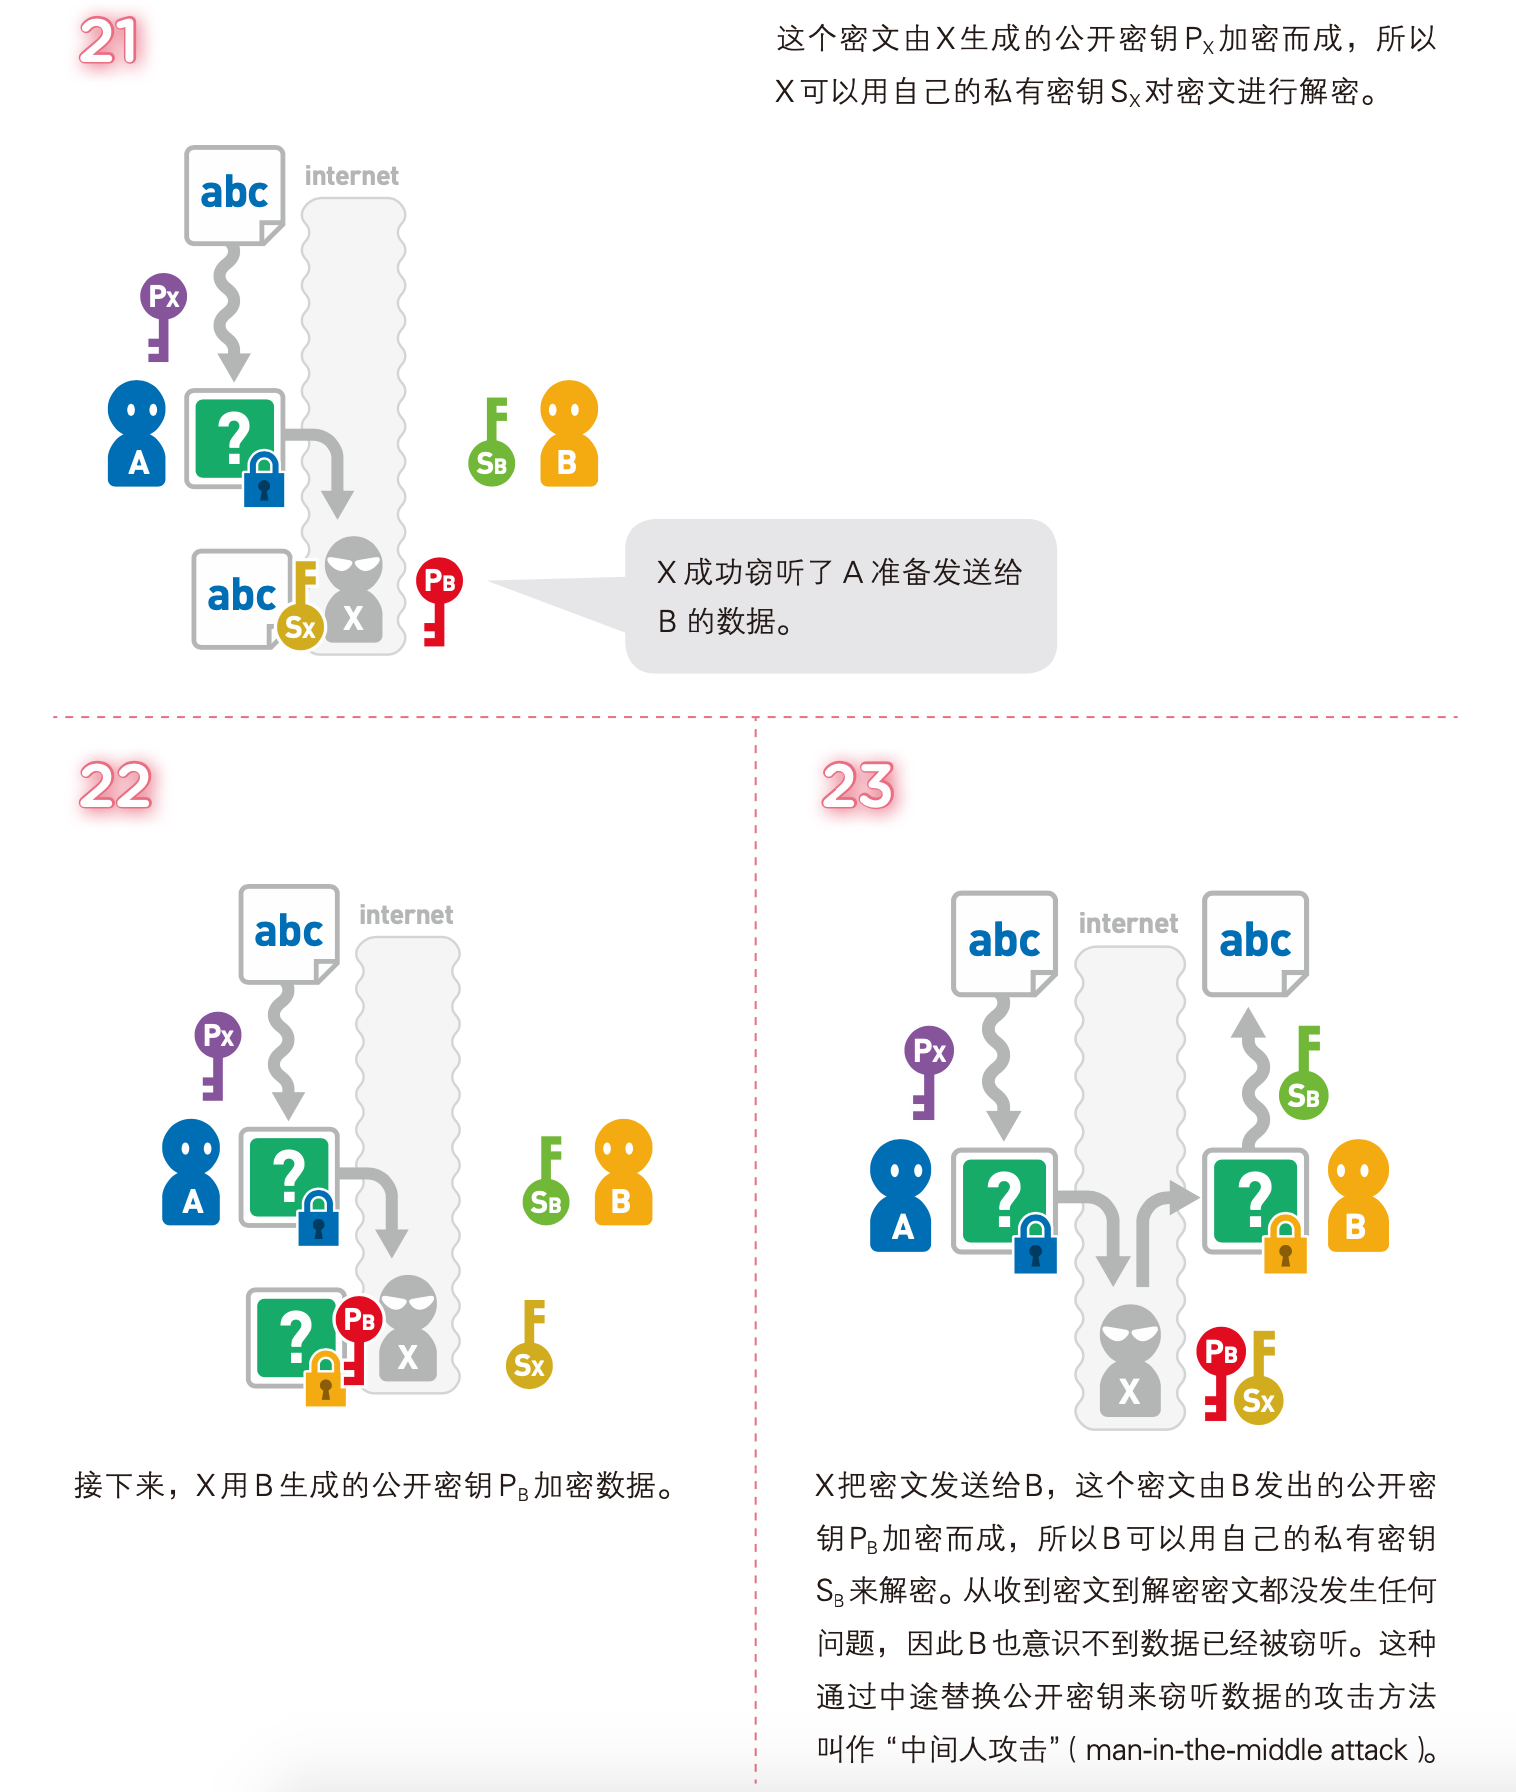 21
这个密文由X生成的公开密钥PX加密而成，所以
X可以用自己的私有密钥SX对密文进行解密。
abc
internet
PX
A
?
SB
B
abc
SX
X
PB
X 成功窃听了 A 准备发送给
B 的数据。
22
abc
internet
PX
A
?
SB
B
?
PB
X
SX
接下来，X用B生成的公开密钥PB加密数据。
23
abc
internet
abc
PX
SB
A
?
?
B
X
PB
SX
X把密文发送给B，这个密文由B发出的公开密
钥PB加密而成，所以B可以用自己的私有密钥
SB来解密。从收到密文到解密密文都没发生任何
问题，因此B也意识不到数据已经被窃听。这种
通过中途替换公开密钥来窃听数据的攻击方法
叫作 “中间人攻击”（ man-in-the-middle attack ）。